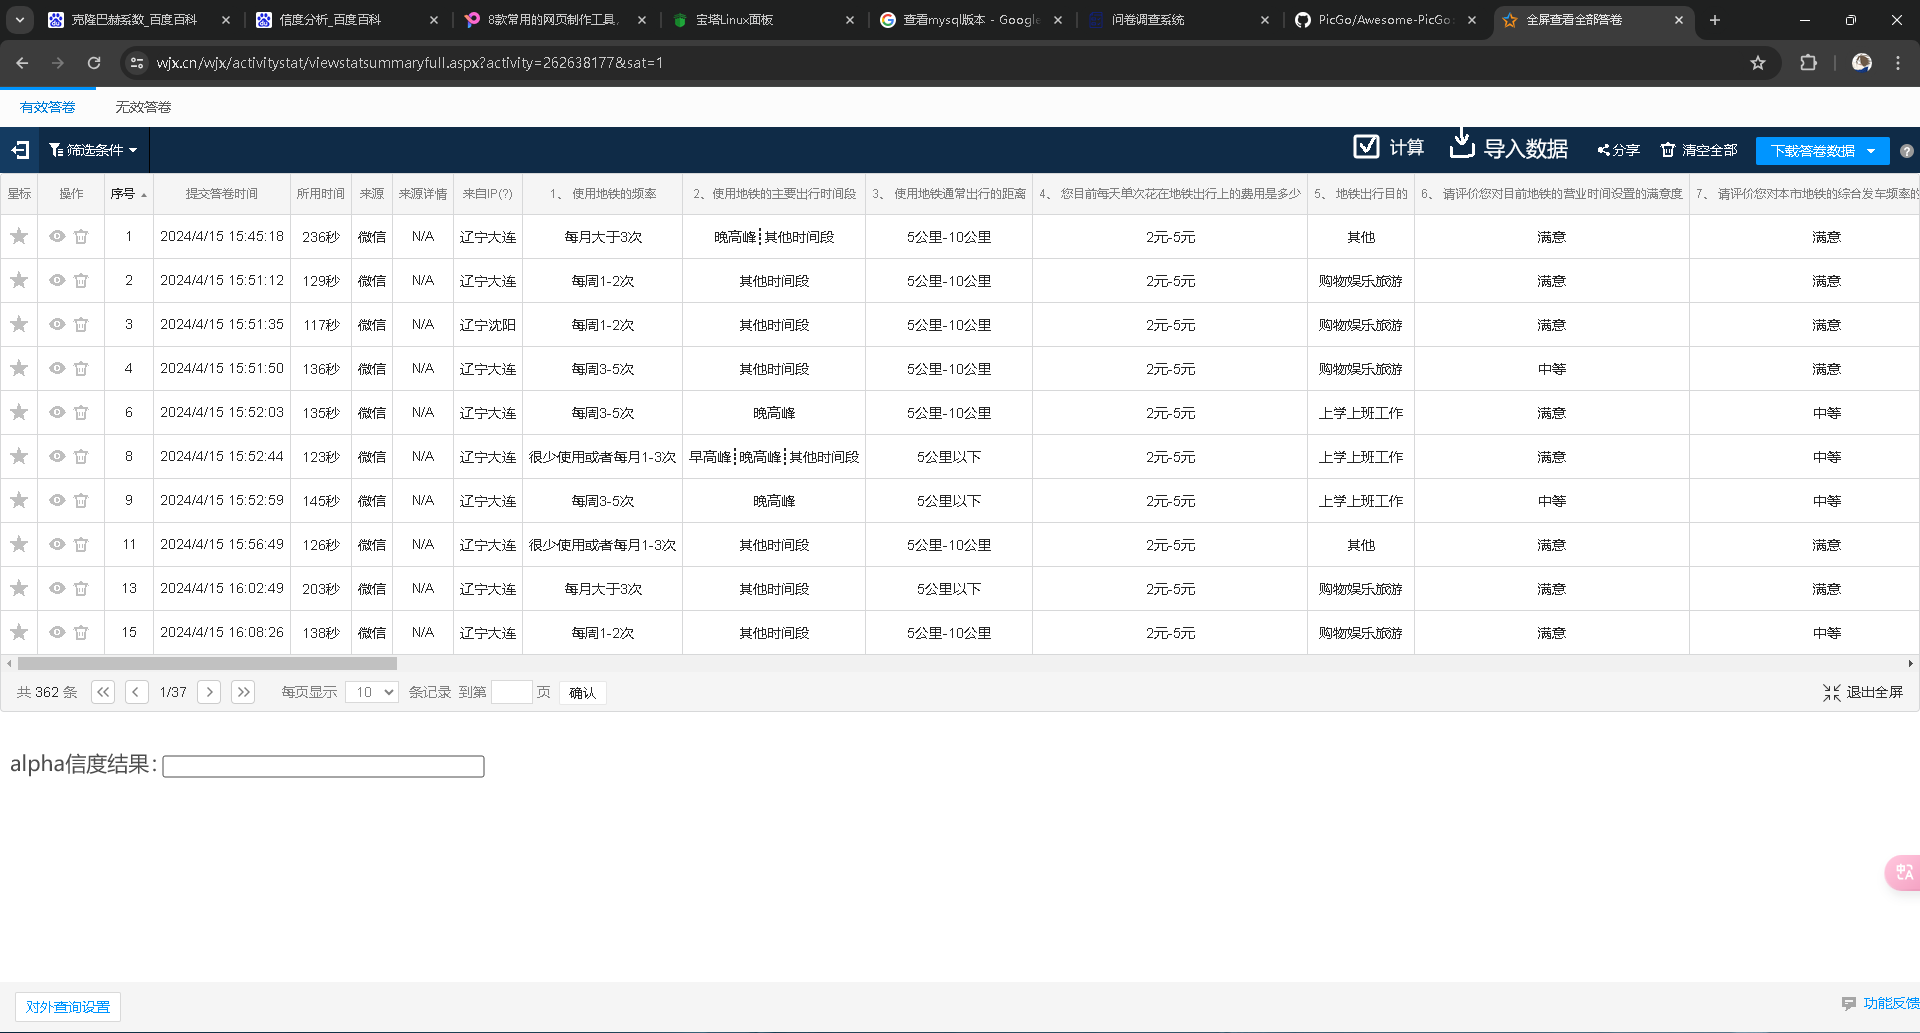 克隆巴赫系数_百度百科
信度分析_百度百科
8款常用的网页制作工具,
宝塔Linux面板
查看mysql版本 - Google
问卷调查系统
PicGo/Awesome-PicGo:
全屏查看全部答卷
wjx.cn/wjx/activitystat/viewstatsummaryfull.aspx?activity=262638177&sat=1
有效答卷 无效答卷
筛选条件 计算 导入数据 分享 清空全部 下载答卷数据
星标 操作 序号 提交答卷时间 所用时间 来源 来源详情 来自IP(?) 1、 使用地铁的频率 2、使用地铁的主要出行时间段 3、 使用地铁通常出行的距离 4、 您目前每天单次花在地铁出行上的费用是多少 5、 地铁出行目的 6、 请评价您对目前地铁的营业时间设置的满意度 7、 请评价您对本市地铁的综合发车频率的
1 2024/4/15 15:45:18 236秒 微信 N/A 辽宁大连 每月大于3次 晚高峰┋其他时间段 5公里-10公里 2元-5元 其他 满意 满意
2 2024/4/15 15:51:12 129秒 微信 N/A 辽宁大连 每周1-2次 其他时间段 5公里-10公里 2元-5元 购物娱乐旅游 满意 满意
3 2024/4/15 15:51:35 117秒 微信 N/A 辽宁沈阳 每周1-2次 其他时间段 5公里-10公里 2元-5元 购物娱乐旅游 满意 满意
4 2024/4/15 15:51:50 136秒 微信 N/A 辽宁大连 每周3-5次 其他时间段 5公里-10公里 2元-5元 购物娱乐旅游 中等 满意
6 2024/4/15 15:52:03 135秒 微信 N/A 辽宁大连 每周3-5次 晚高峰 5公里-10公里 2元-5元 上学上班工作 满意 中等
8 2024/4/15 15:52:44 123秒 微信 N/A 辽宁大连 很少使用或者每月1-3次 早高峰┋晚高峰┋其他时间段 5公里以下 2元-5元 上学上班工作 满意 中等
9 2024/4/15 15:52:59 145秒 微信 N/A 辽宁大连 每周3-5次 晚高峰 5公里以下 2元-5元 上学上班工作 中等 中等
11 2024/4/15 15:56:49 126秒 微信 N/A 辽宁大连 很少使用或者每月1-3次 其他时间段 5公里-10公里 2元-5元 其他 满意 满意
13 2024/4/15 16:02:49 203秒 微信 N/A 辽宁大连 每月大于3次 其他时间段 5公里以下 2元-5元 购物娱乐旅游 满意 满意
15 2024/4/15 16:08:26 138秒 微信 N/A 辽宁大连 每周1-2次 其他时间段 5公里-10公里 2元-5元 购物娱乐旅游 满意 中等
共 362 条 1/37 每页显示 10 条记录 到第 页 确认 退出全屏
alpha信度结果:
对外查询设置 功能反馈